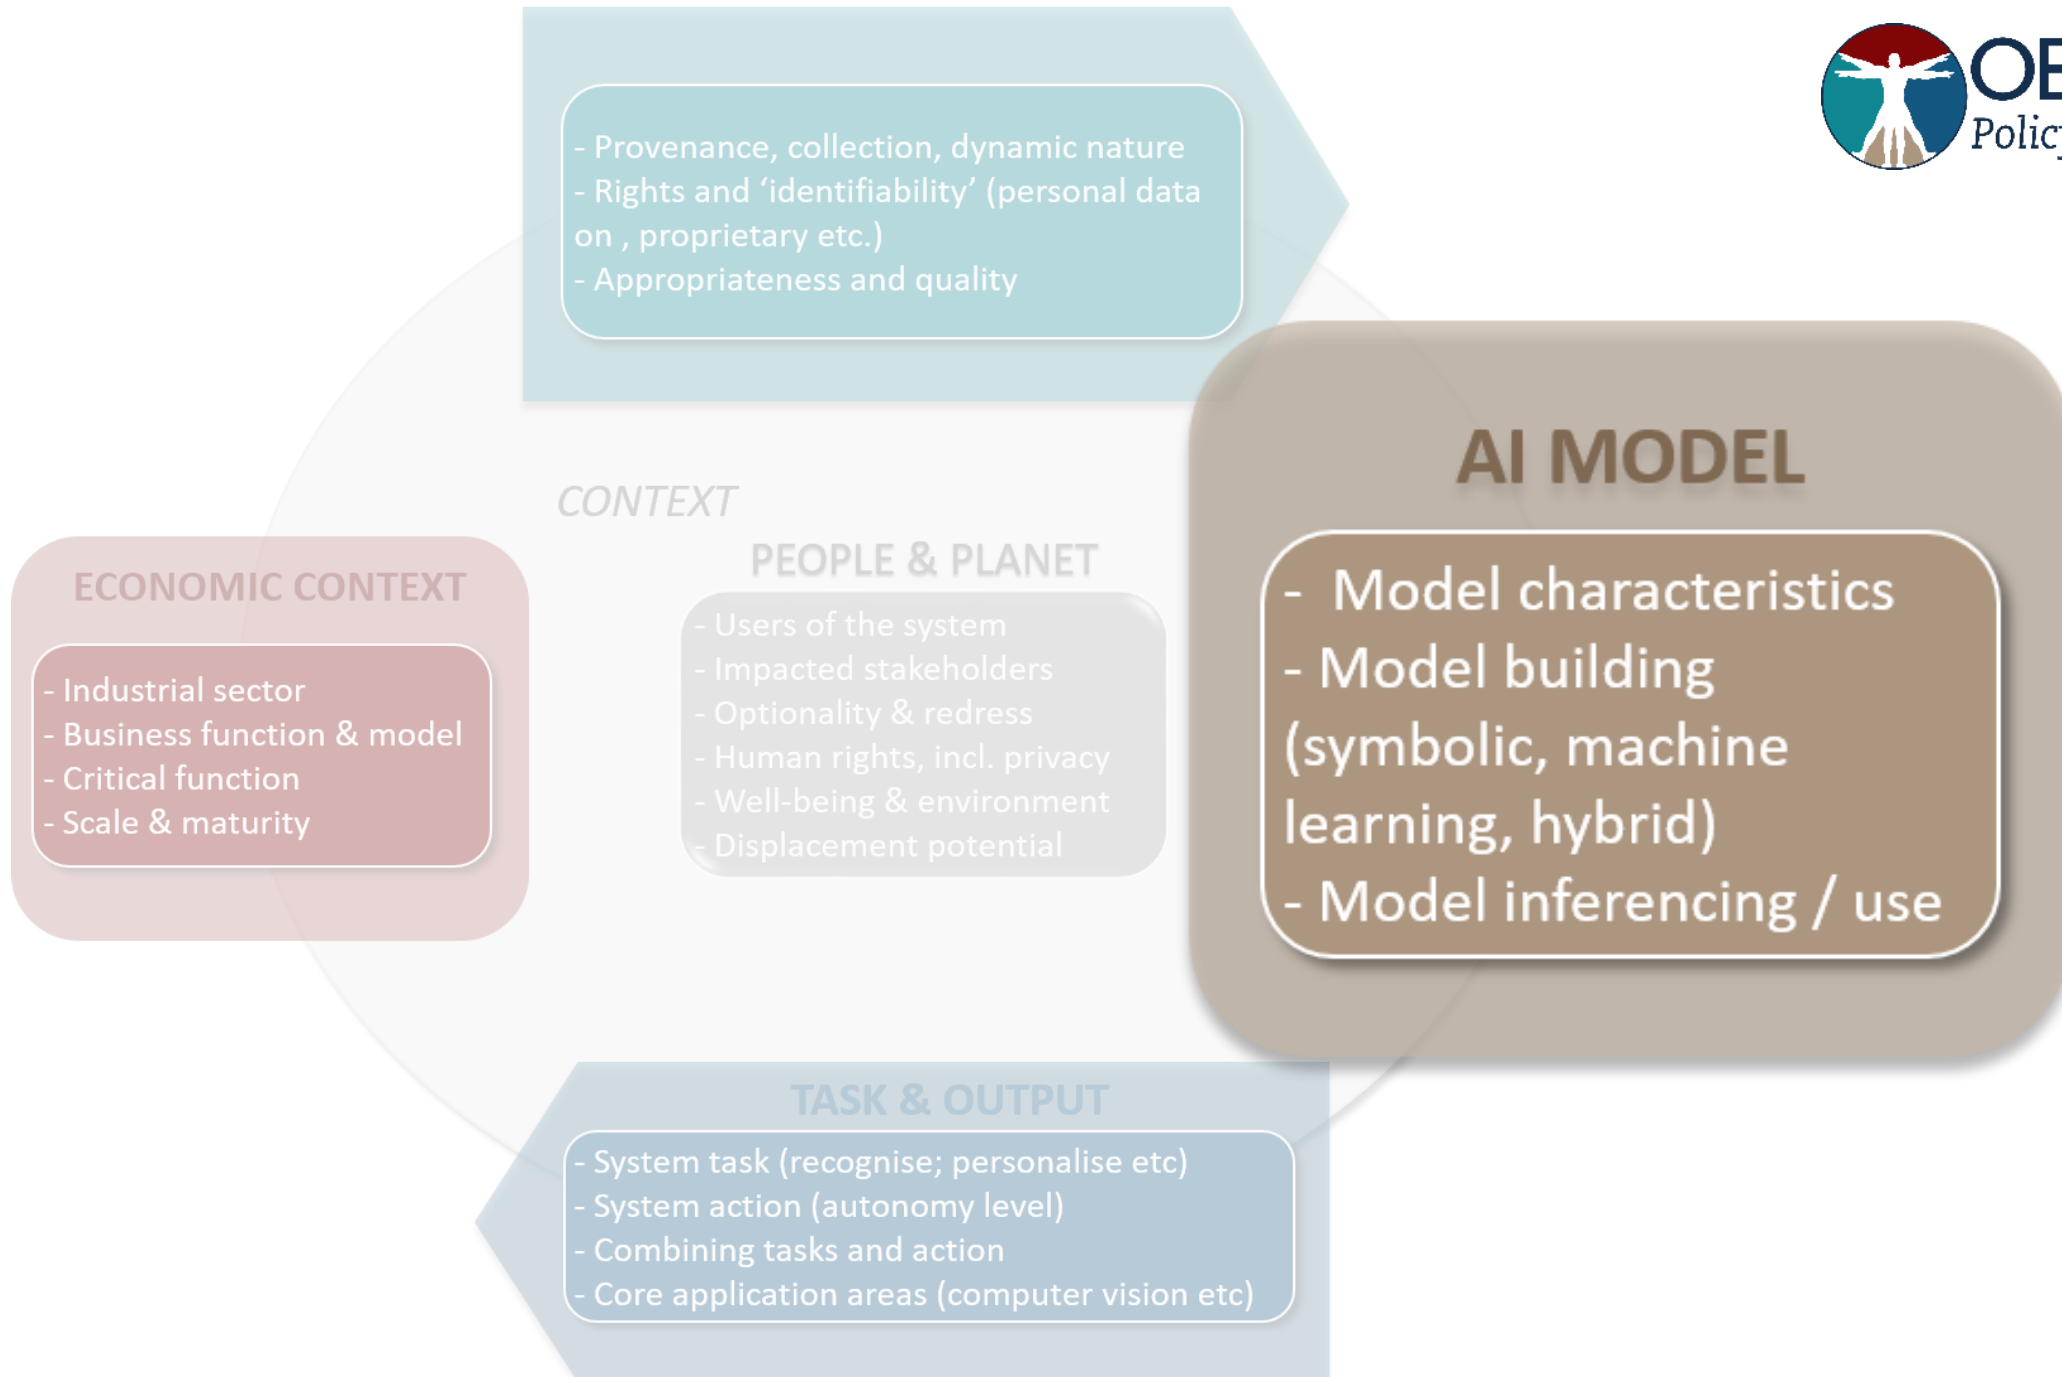 - Provenance, collection, dynamic nature
- Rights and ‘identifiability’ (personal data
on , proprietary etc.)
- Appropriateness and quality
OE
Policy
AI MODEL
- Model characteristics
- Model building
(symbolic, machine
learning, hybrid)
- Model inferencing / use
CONTEXT
PEOPLE & PLANET
- Users of the system
- Impacted stakeholders
- Optionality & redress
- Human rights, incl. privacy
- Well-being & environment
- Displacement potential
ECONOMIC CONTEXT
- Industrial sector
- Business function & model
- Critical function
- Scale & maturity
TASK & OUTPUT
- System task (recognise; personalise etc)
- System action (autonomy level)
- Combining tasks and action
- Core application areas (computer vision etc)